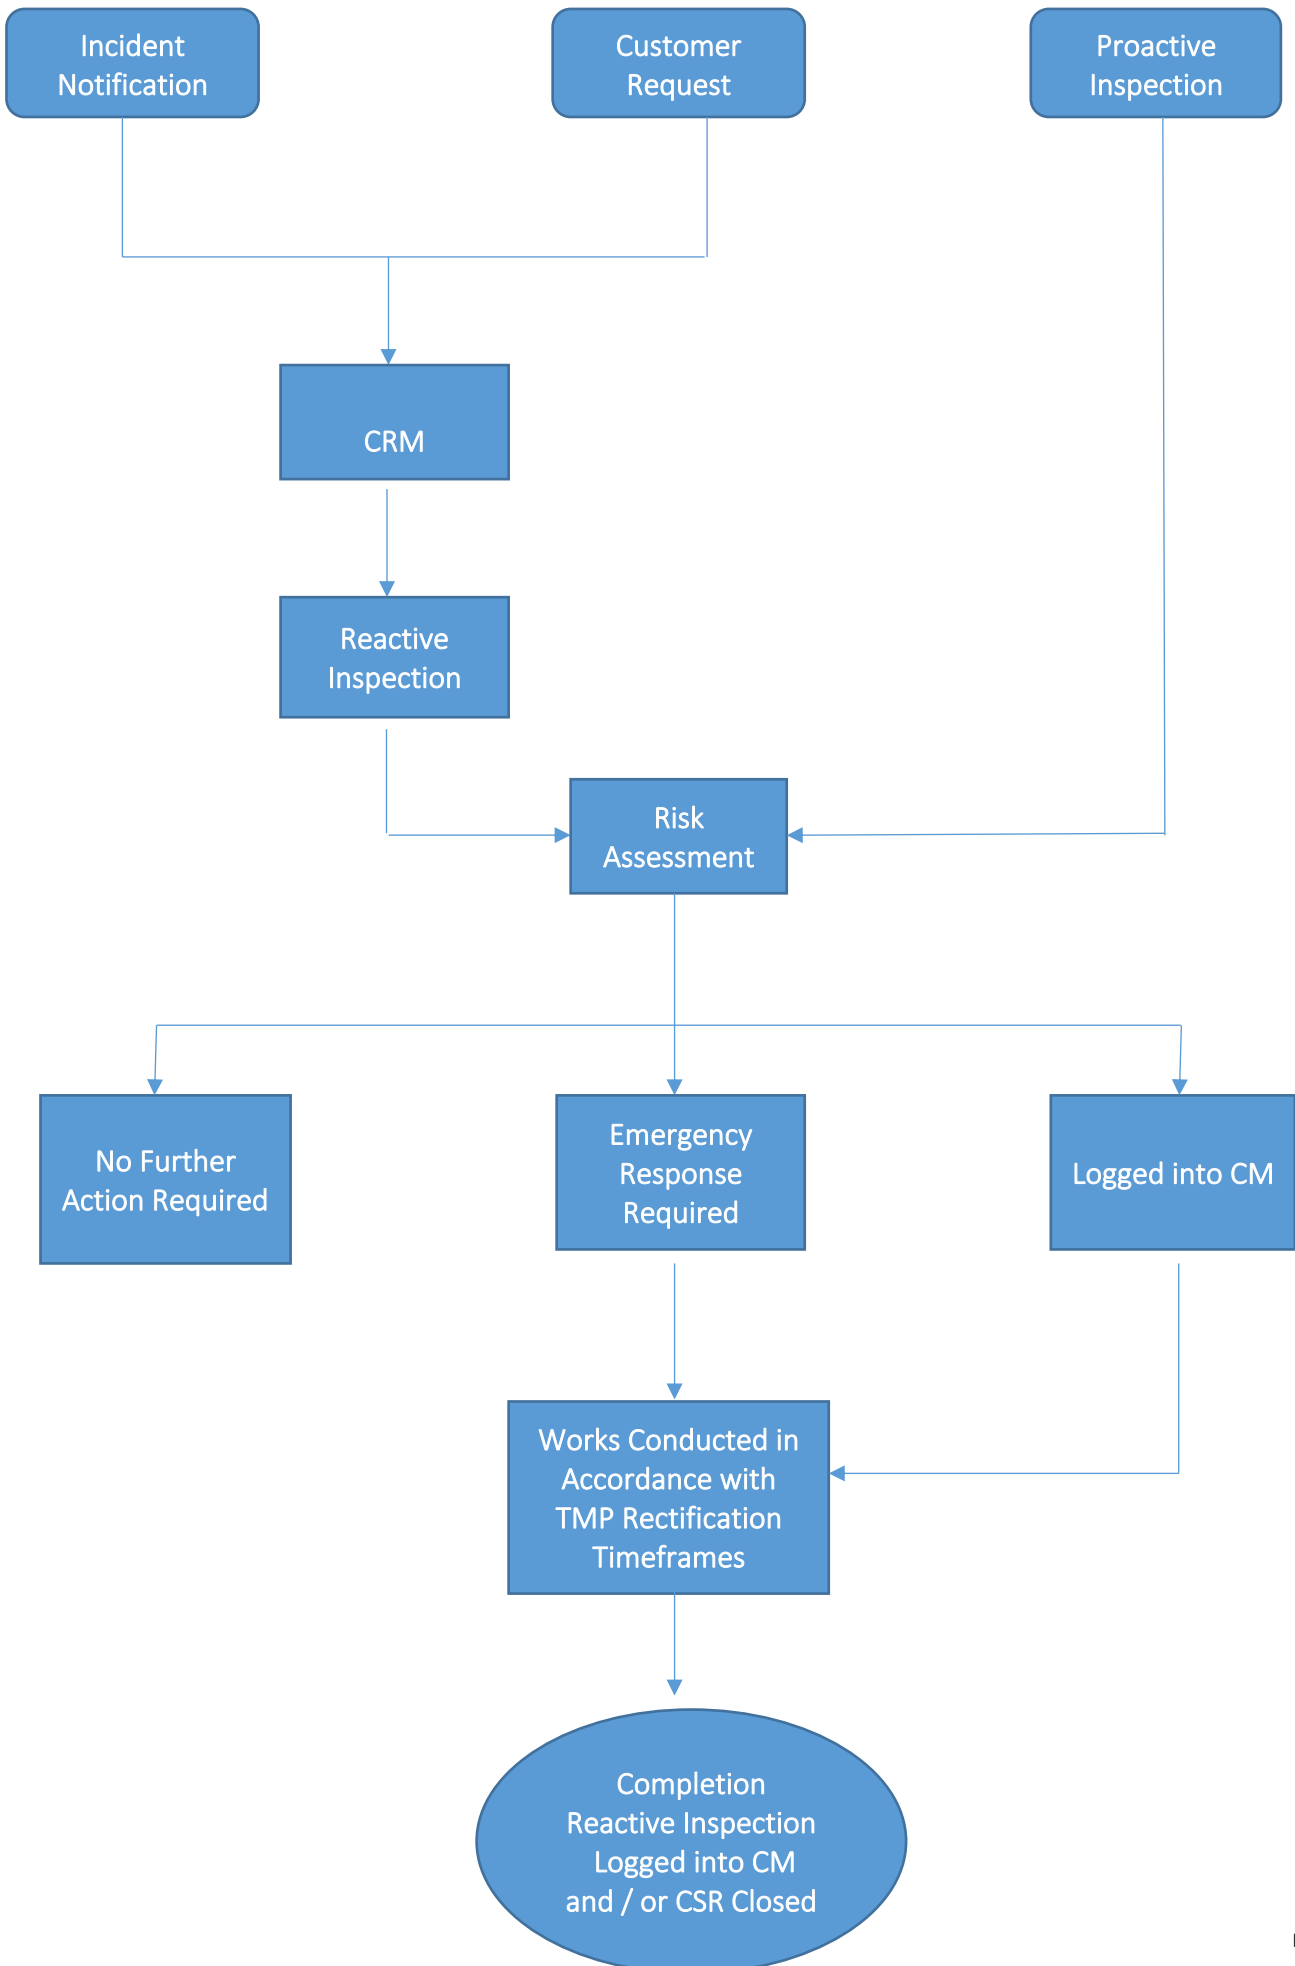 Incident
Notification
Customer
Request
Proactive
Inspection
CRM
Reactive
Inspection
Risk
Assessment
No Further
Action Required
Emergency
Response
Required
Logged into CM
Works Conducted in
Accordance with
TMP Rectification
Timeframes
Completion
Reactive Inspection
Logged into CM
and / or CSR Closed